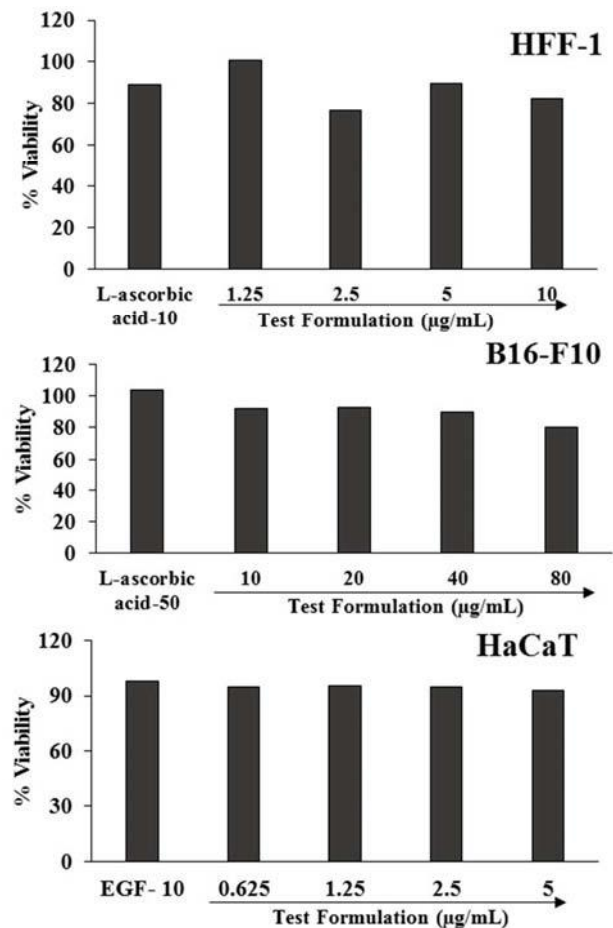 HFF-1
% Viability
120
100
80
60
40
20
0
L-ascorbic
acid-10
1.25 2.5 5 10
Test Formulation (µg/mL)
B16-F10
% Viability
120
100
80
60
40
20
0
L-ascorbic
acid-50
10 20 40 80
Test Formulation (µg/mL)
HaCaT
% Viability
120
90
60
30
0
EGF- 10 0.625 1.25 2.5 5
Test Formulation (µg/mL)